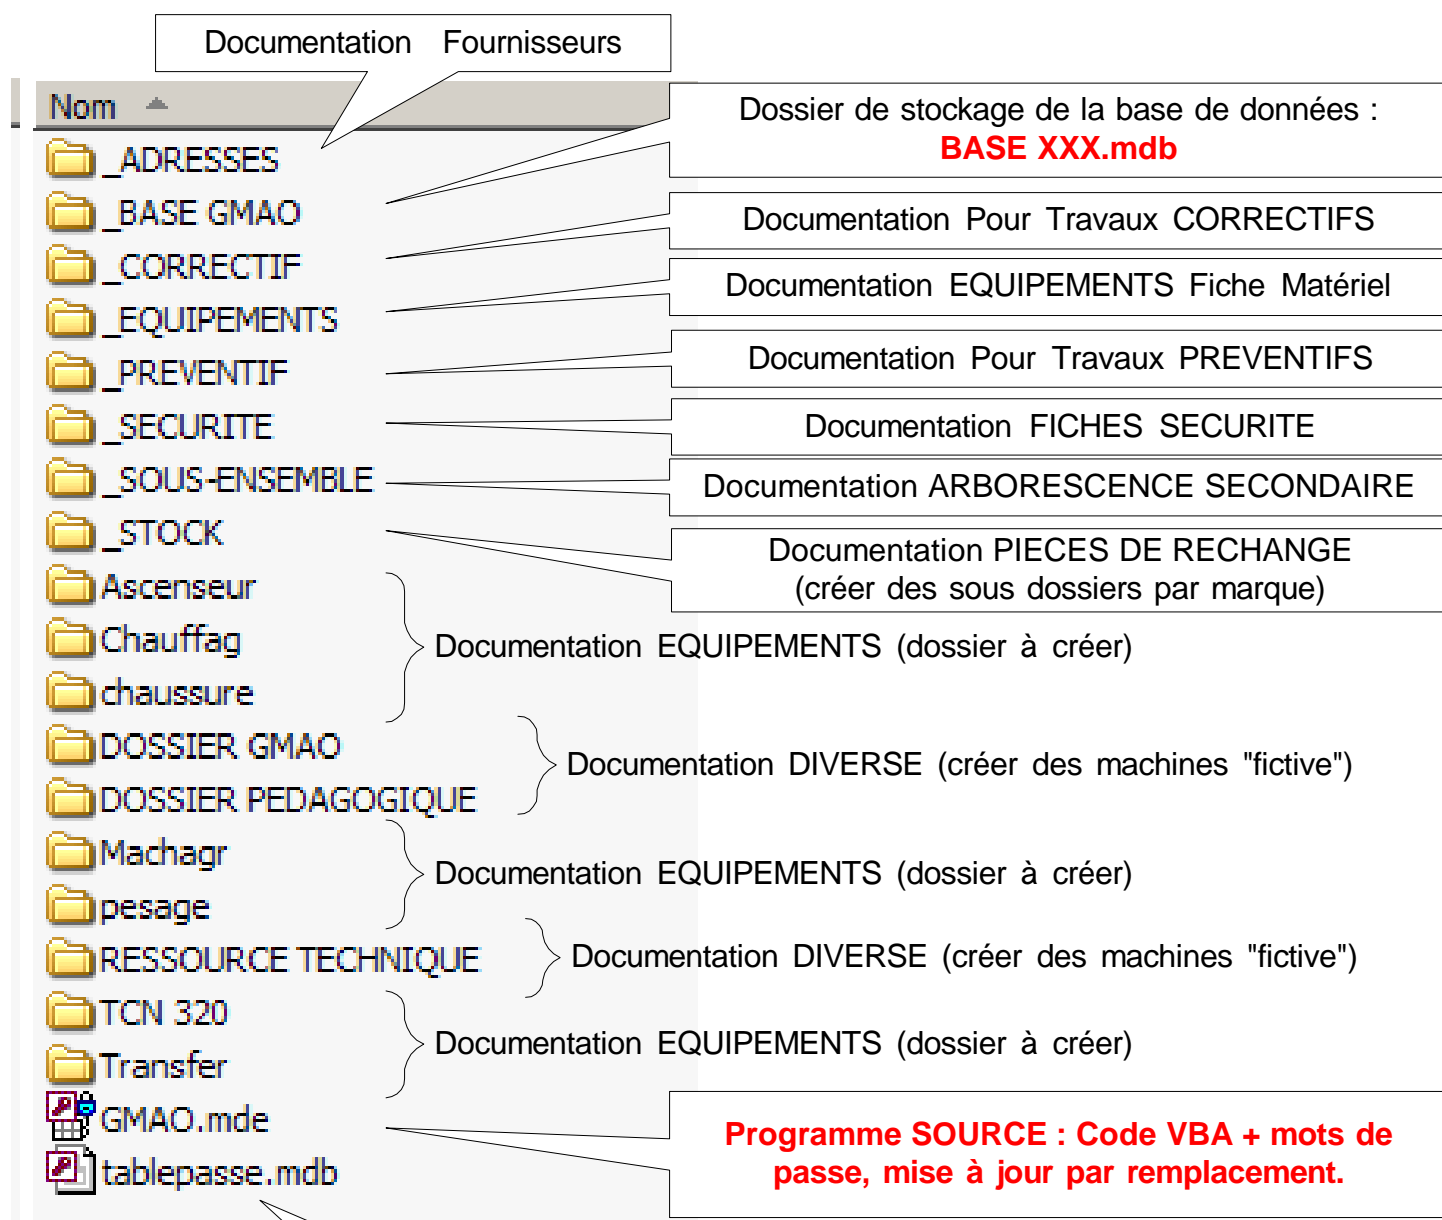 Documentation Fournisseurs
Nom
_ADRESSES
_BASE GMAO
_CORRECTIF
_EQUIPEMENTS
_PREVENTIF
_SECURITE
_SOUS-ENSEMBLE
_STOCK
Ascenseur
Chauffag
chaussure
DOSSIER GMAO
DOSSIER PEDAGOGIQUE
Machagr
pesage
RESSOURCE TECHNIQUE
TCN 320
Transfer
GMAO.mde
tablepasse.mdb
Dossier de stockage de la base de données :
BASE XXX.mdb
Documentation Pour Travaux CORRECTIFS
Documentation EQUIPEMENTS Fiche Matériel
Documentation Pour Travaux PREVENTIFS
Documentation FICHES SECURITE
Documentation ARBORESCENCE SECONDAIRE
Documentation PIECES DE RECHANGE
(créer des sous dossiers par marque)
Documentation EQUIPEMENTS (dossier à créer)
Documentation DIVERSE (créer des machines "fictive")
Documentation EQUIPEMENTS (dossier à créer)
Documentation DIVERSE (créer des machines "fictive")
Documentation EQUIPEMENTS (dossier à créer)
Programme SOURCE : Code VBA + mots de
passe, mise à jour par remplacement.